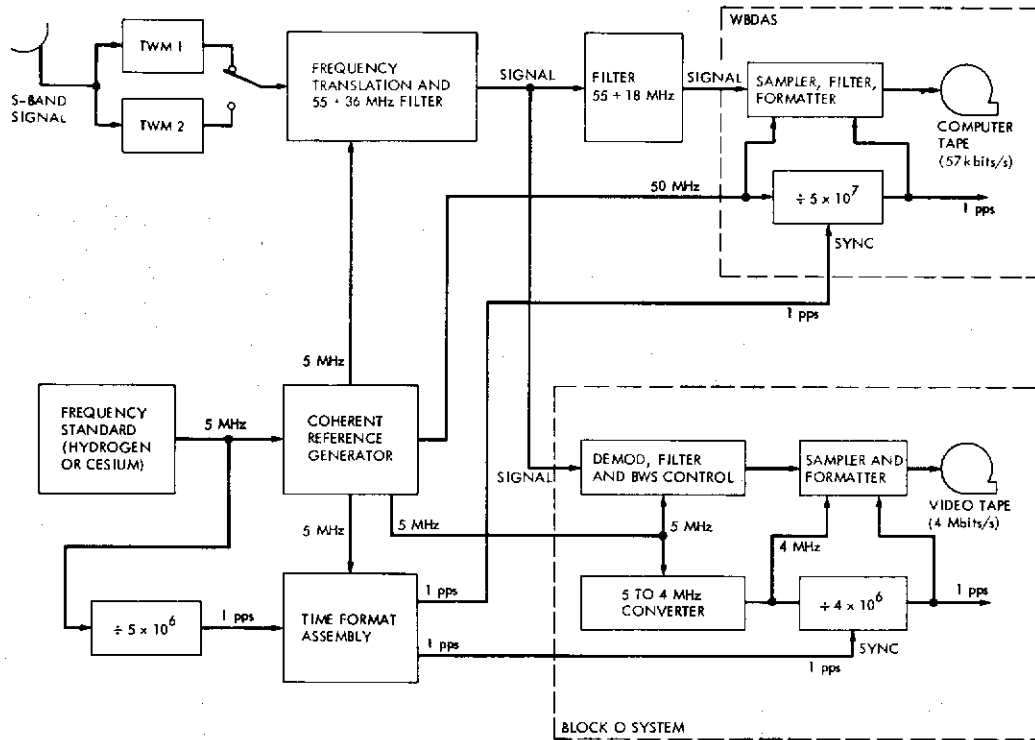 WBDAS
TWM 1
TWM 2
S-BAND
SIGNAL
FREQUENCY
TRANSLATION AND
55 · 36 MHz FILTER
SIGNAL
FILTER
55 + 18 MHz
SIGNAL
SAMPLER, FILTER,
FORMATTER
COMPUTER
TAPE
(57 kbits/s)
50 MHz
÷ 5 x 10^7
1 pps
SYNC
1 pps
5 MHz
FREQUENCY
STANDARD
(HYDROGEN
OR CESIUM)
5 MHz
COHERENT
REFERENCE
GENERATOR
SIGNAL
DEMOD, FILTER
AND BWS CONTROL
SAMPLER AND
FORMATTER
VIDEO TAPE
(4 Mbits/s)
5 MHz
5 MHz
5 MHz
4 MHz
÷ 5 x 10^6
1 pps
TIME FORMAT
ASSEMBLY
1 pps
1 pps
5 TO 4 MHz
CONVERTER
÷ 4 x 10^6
1 pps
SYNC
1 pps
BLOCK O SYSTEM